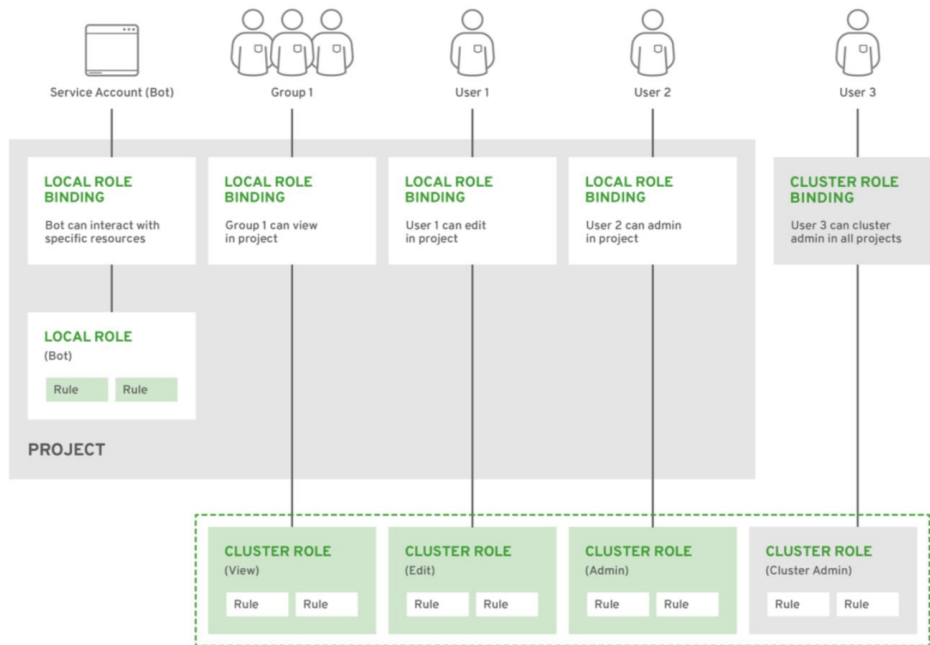 Service Account (Bot)
Group 1
User 1
User 2
User 3
LOCAL ROLE
BINDING
Bot can interact with
specific resources
LOCAL ROLE
BINDING
Group 1 can view
in project
LOCAL ROLE
BINDING
User 1 can edit
in project
LOCAL ROLE
BINDING
User 2 can admin
in project
CLUSTER ROLE
BINDING
User 3 can cluster
admin in all projects
LOCAL ROLE
(Bot)
Rule
Rule
PROJECT
CLUSTER ROLE
(View)
Rule
Rule
CLUSTER ROLE
(Edit)
Rule
Rule
CLUSTER ROLE
(Admin)
Rule
Rule
CLUSTER ROLE
(Cluster Admin)
Rule
Rule